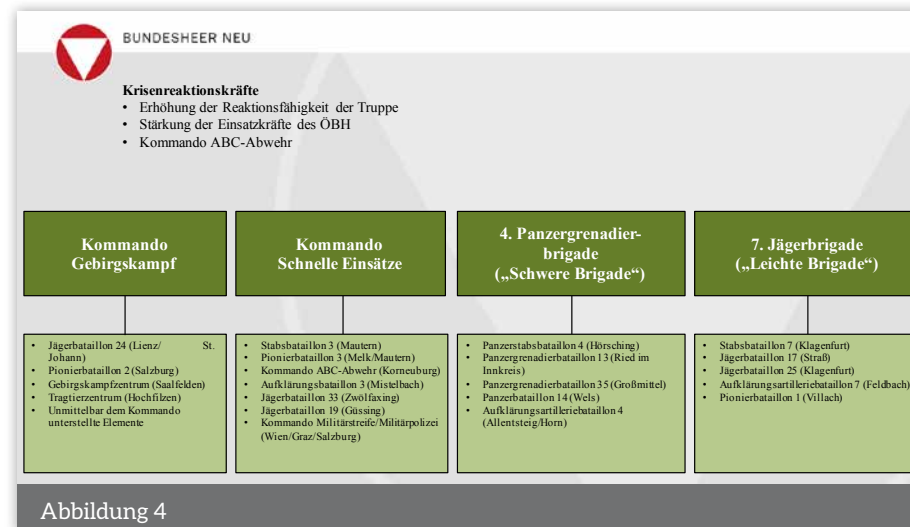 BUNDESHEER NEU
Krisenreaktionskräfte
• Erhöhung der Reaktionsfähigkeit der Truppe
• Stärkung der Einsatzkräfte des ÖBH
• Kommando ABC-Abwehr
Kommando
Gebirgskampf
• Jägerbataillon 24 (Lienz/ St.
Johann)
• Pionierbataillon 2 (Salzburg)
• Gebirgskampfzentrum (Saalfelden)
• Tragtierzentrum (Hochfilzen)
• Unmittelbar dem Kommando
unterstellte Elemente
Kommando
Schnelle Einsätze
• Stabsbataillon 3 (Mautern)
• Pionierbataillon 3 (Melk/Mautern)
• Kommando ABC-Abwehr (Korneuburg)
• Aufklärungsbataillon 3 (Mistelbach)
• Jägerbataillon 33 (Zwölfaxing)
• Jägerbataillon 19 (Güssing)
• Kommando Militärstreife/Militärpolizei
(Wien/Graz/Salzburg)
4. Panzergrenadier-
brigade
(„Schwere Brigade“)
• Panzerstabsbataillon 4 (Hörsching)
• Panzergrenadierbataillon 13 (Ried im
Innkreis)
• Panzergrenadierbataillon 35 (Großmittel)
• Panzerbataillon 14 (Wels)
• Aufklärungsartilleriebataillon 4
(Allentsteig/Horn)
7. Jägerbrigade
(„Leichte Brigade“)
• Stabsbataillon 7 (Klagenfurt)
• Jägerbataillon 17 (Straß)
• Jägerbataillon 25 (Klagenfurt)
• Aufklärungsartilleriebataillon 7 (Feldbach)
• Pionierbataillon 1 (Villach)
Abbildung 4